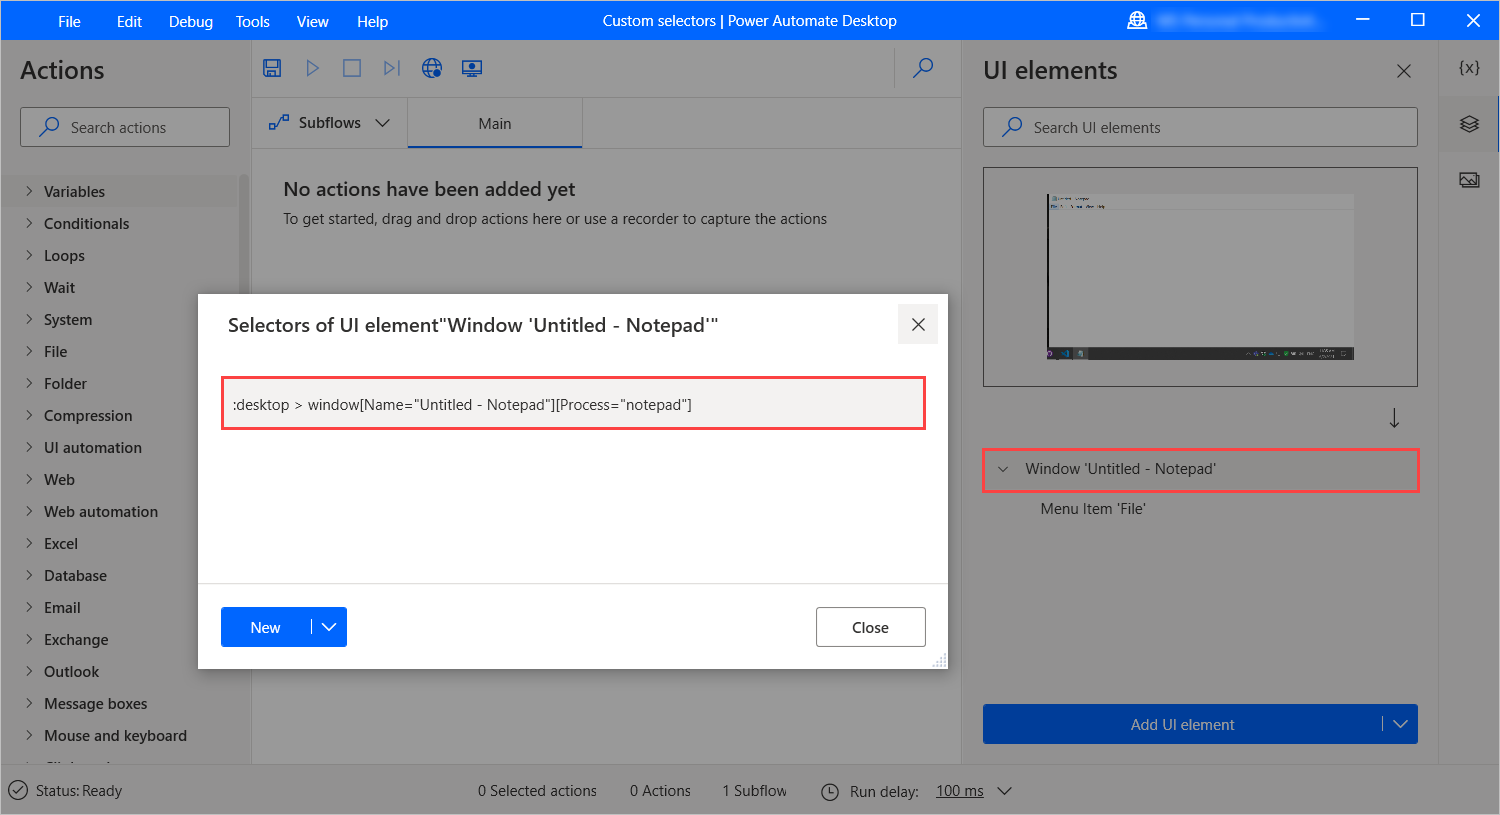 File Edit Debug Tools View Help
Custom selectors | Power Automate Desktop
Actions
Search actions
Variables
Conditionals
Loops
Wait
System
File
Folder
Compression
UI automation
Web
Web automation
Excel
Database
Email
Exchange
Outlook
Message boxes
Mouse and keyboard
Subflows
Main
No actions have been added yet
To get started, drag and drop actions here or use a recorder to capture the actions
Selectors of UI element"Window 'Untitled - Notepad'"
:desktop > window[Name="Untitled - Notepad"][Process="notepad"]
New
Close
UI elements
{x}
Search UI elements
Window 'Untitled - Notepad'
Menu Item 'File'
Add UI element
Status: Ready
0 Selected actions
0 Actions
1 Subflow
Run delay:
100 ms